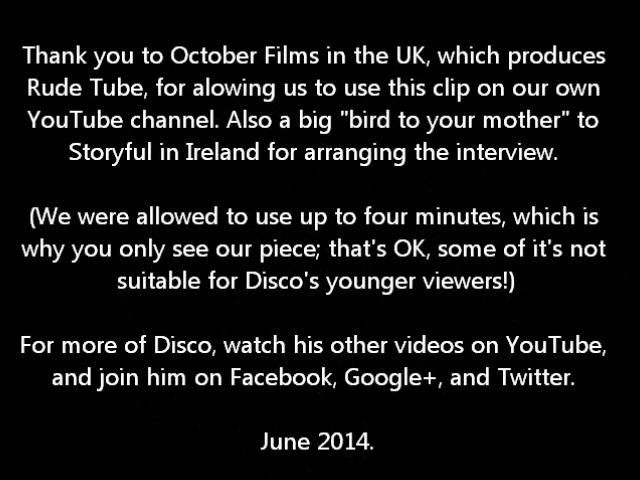 Thank you to October Films in the UK, which produces
Rude Tube, for alowing us to use this clip on our own
YouTube channel. Also a big "bird to your mother" to
Storyful in Ireland for arranging the interview.
(We were allowed to use up to four minutes, which is
why you only see our piece; that's OK, some of it's not
suitable for Disco's younger viewers!)
For more of Disco, watch his other videos on YouTube,
and join him on Facebook, Google+, and Twitter.
June 2014.